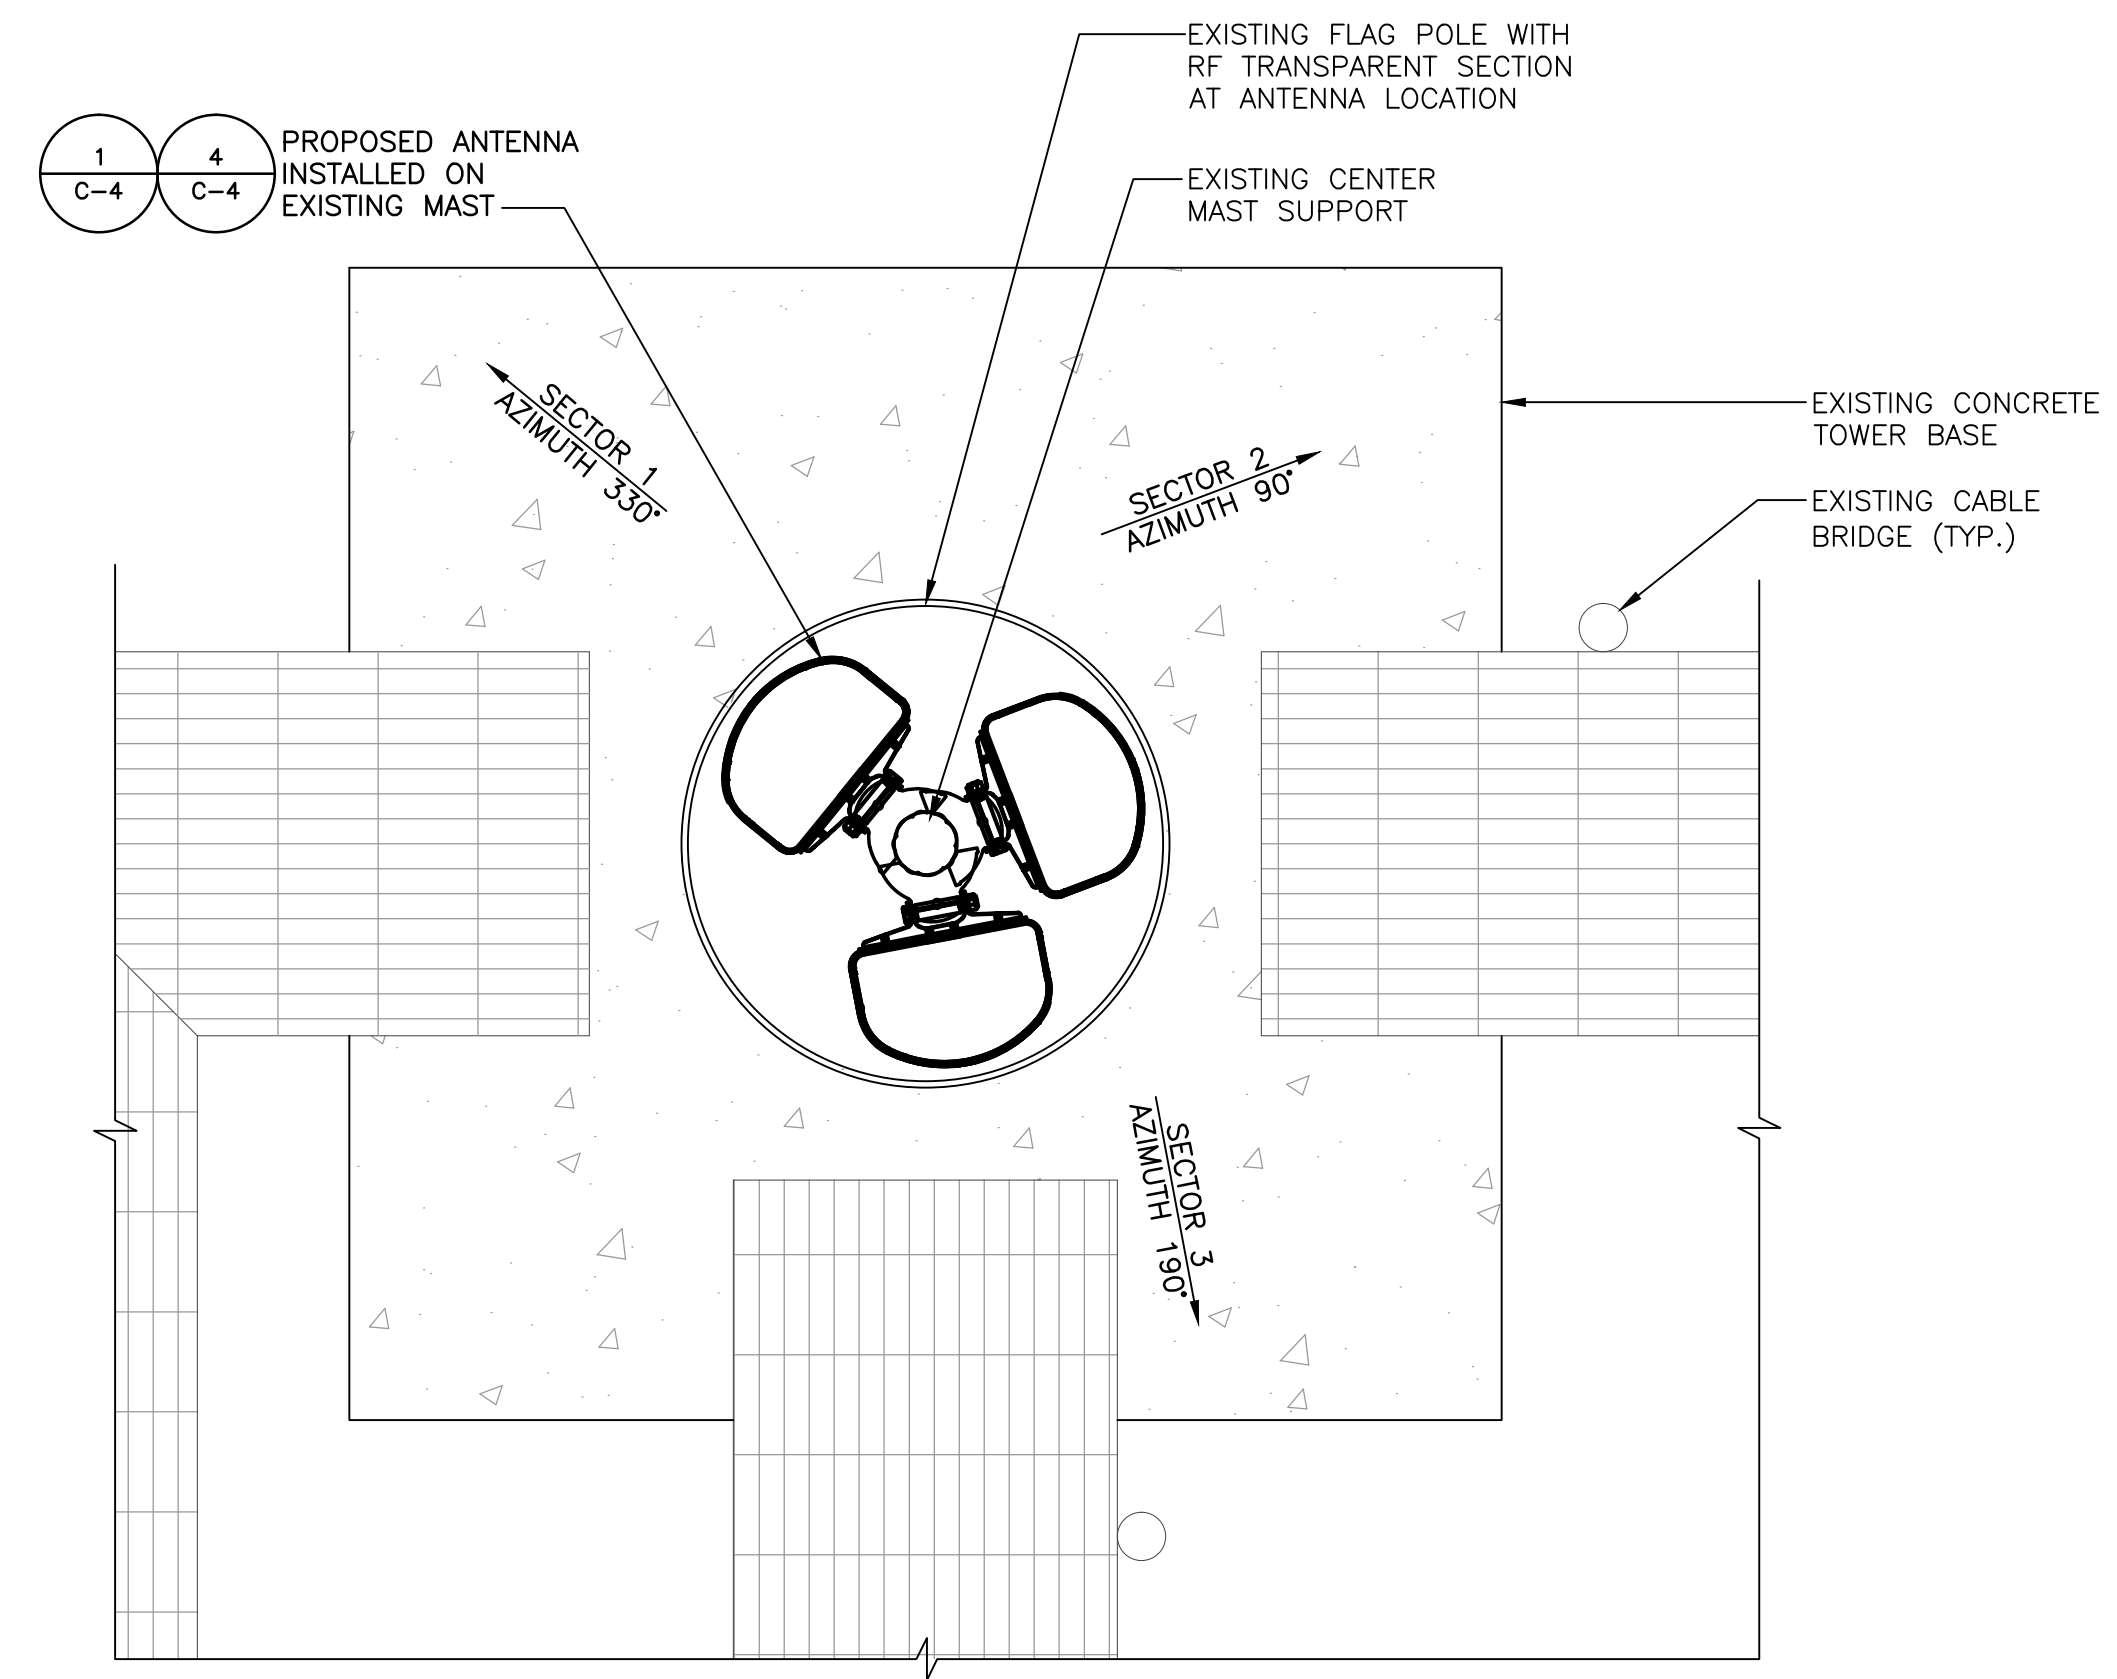 EXISTING FLAG POLE WITH
RF TRANSPARENT SECTION
AT ANTENNA LOCATION
1
C-4
4
C-4
PROPOSED ANTENNA
INSTALLED ON
EXISTING MAST
EXISTING CENTER
MAST SUPPORT
SECTOR 1
AZIMUTH 330°
SECTOR 2
AZIMUTH 90°
EXISTING CONCRETE
TOWER BASE
EXISTING CABLE
BRIDGE (TYP.)
SECTOR 3
AZIMUTH 190°